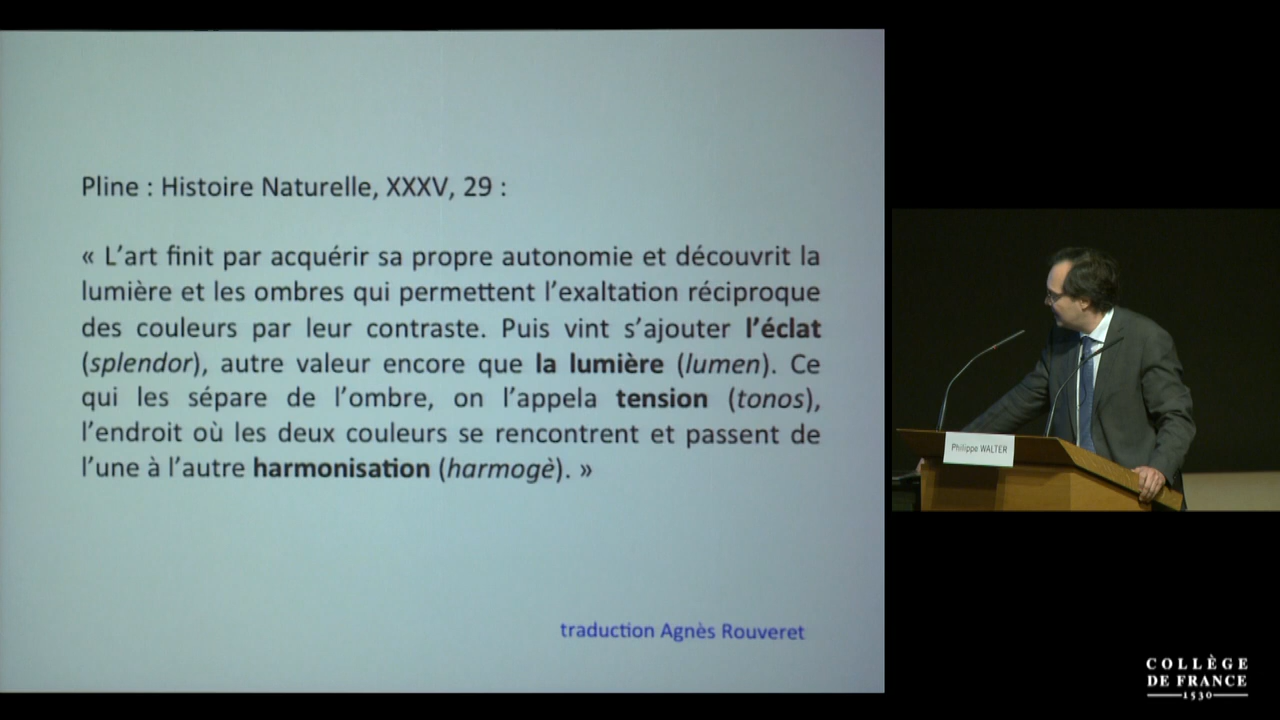 Pline : Histoire Naturelle, XXXV, 29 :
« L’art finit par acquérir sa propre autonomie et découvrit la
lumière et les ombres qui permettent l’exaltation réciproque
des couleurs par leur contraste. Puis vint s’ajouter l’éclat
(splendor), autre valeur encore que la lumière (lumen). Ce
qui les sépare de l’ombre, on l’appela tension (tonos),
l’endroit où les deux couleurs se rencontrent et passent de
l’une à l’autre harmonisation (harmogè). »
traduction Agnès Rouveret
Philippe WALTER
COLLÈGE
DE FRANCE
1530